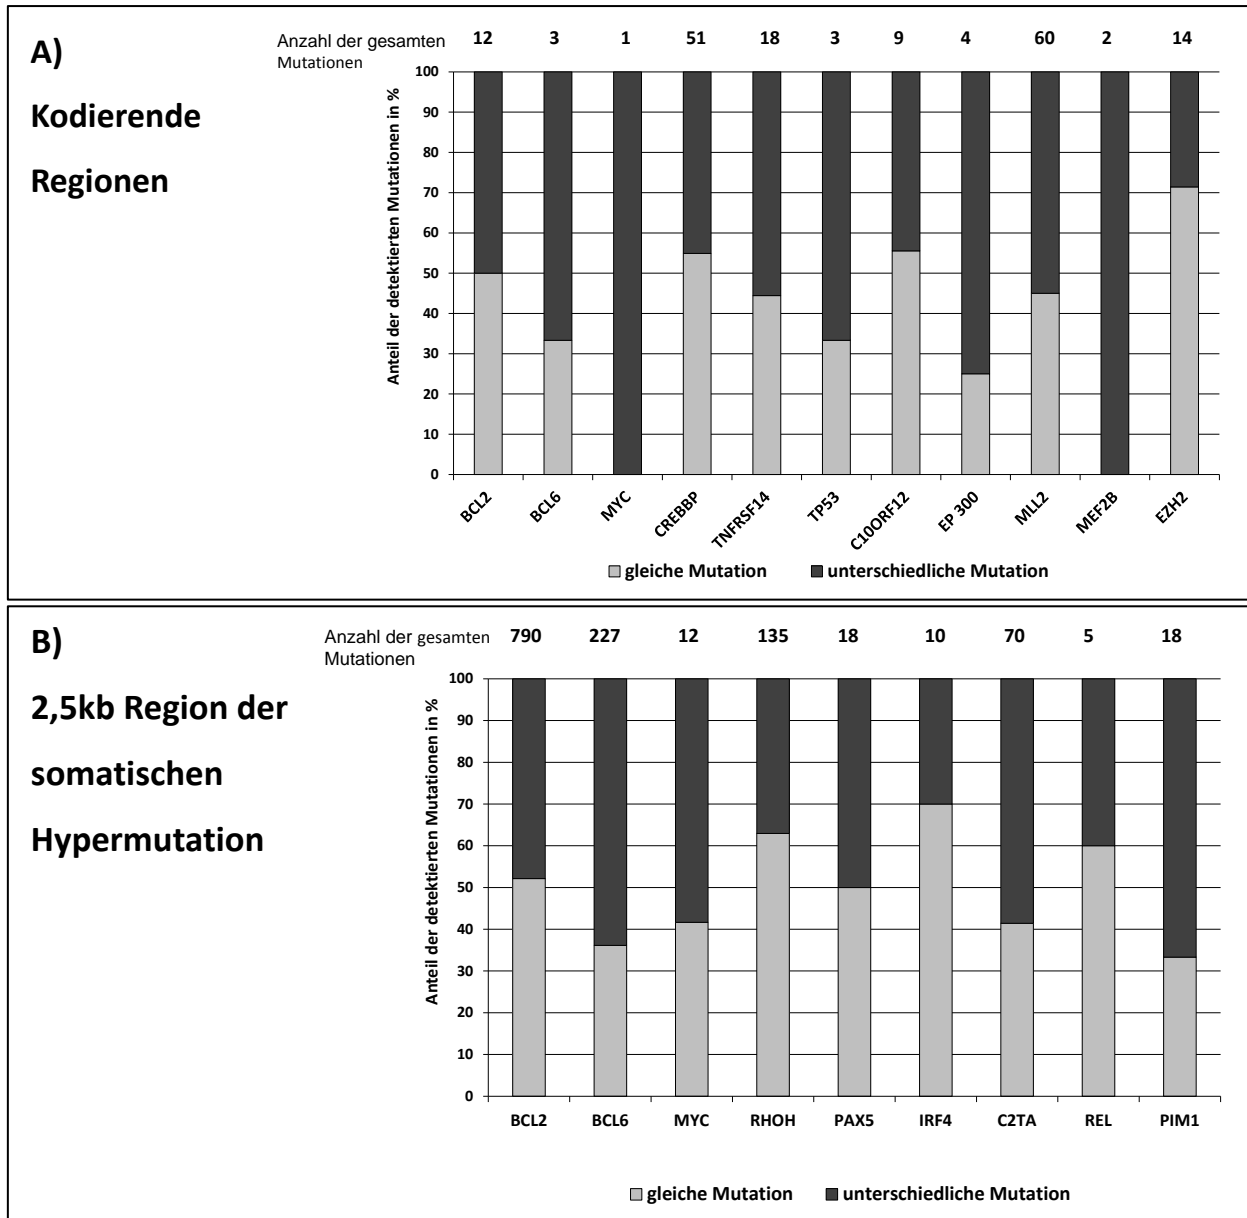 A)
Kodierende
Regionen
Anzahl der gesamten
Mutationen
12 3 1 51 18 3 9 4 60 2 14
Anteil der detektierten Mutationen in %
100
90
80
70
60
50
40
30
20
10
0
BCL2 BCL6 MYC CREBBP TNFRSF14 TP53 C10ORF12 EP 300 MLL2 MEF2B EZH2
gleiche Mutation unterschiedliche Mutation
B)
2,5kb Region der
somatischen
Hypermutation
Anzahl der gesamten
Mutationen
790 227 12 135 18 10 70 5 18
Anteil der detektierten Mutationen in %
100
90
80
70
60
50
40
30
20
10
0
BCL2 BCL6 MYC RHOH PAX5 IRF4 C2TA REL PIM1
gleiche Mutation unterschiedliche Mutation